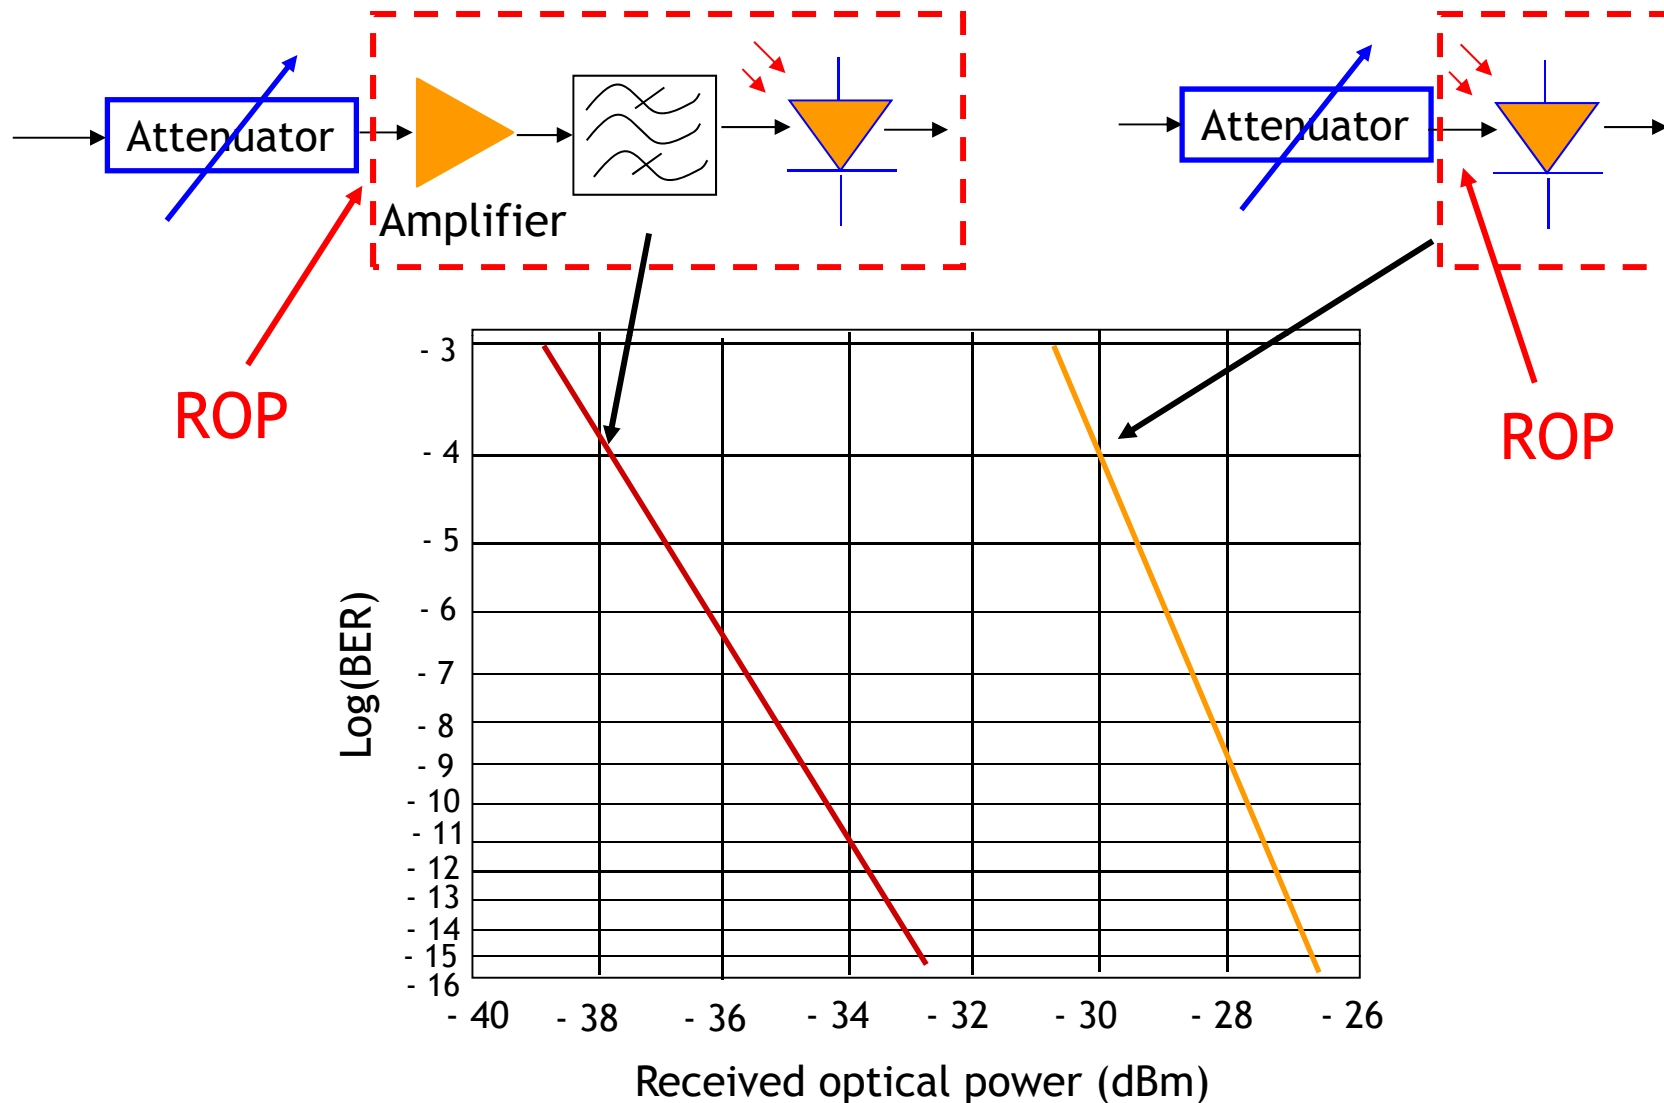 Attenuator
Amplifier
Attenuator
ROP
ROP
Log(BER)
- 3
- 4
- 5
- 6
- 7
- 8
- 9
- 10
- 11
- 12
- 13
- 14
- 15
- 16
- 40 - 38 - 36 - 34 - 32 - 30 - 28 - 26
Received optical power (dBm)